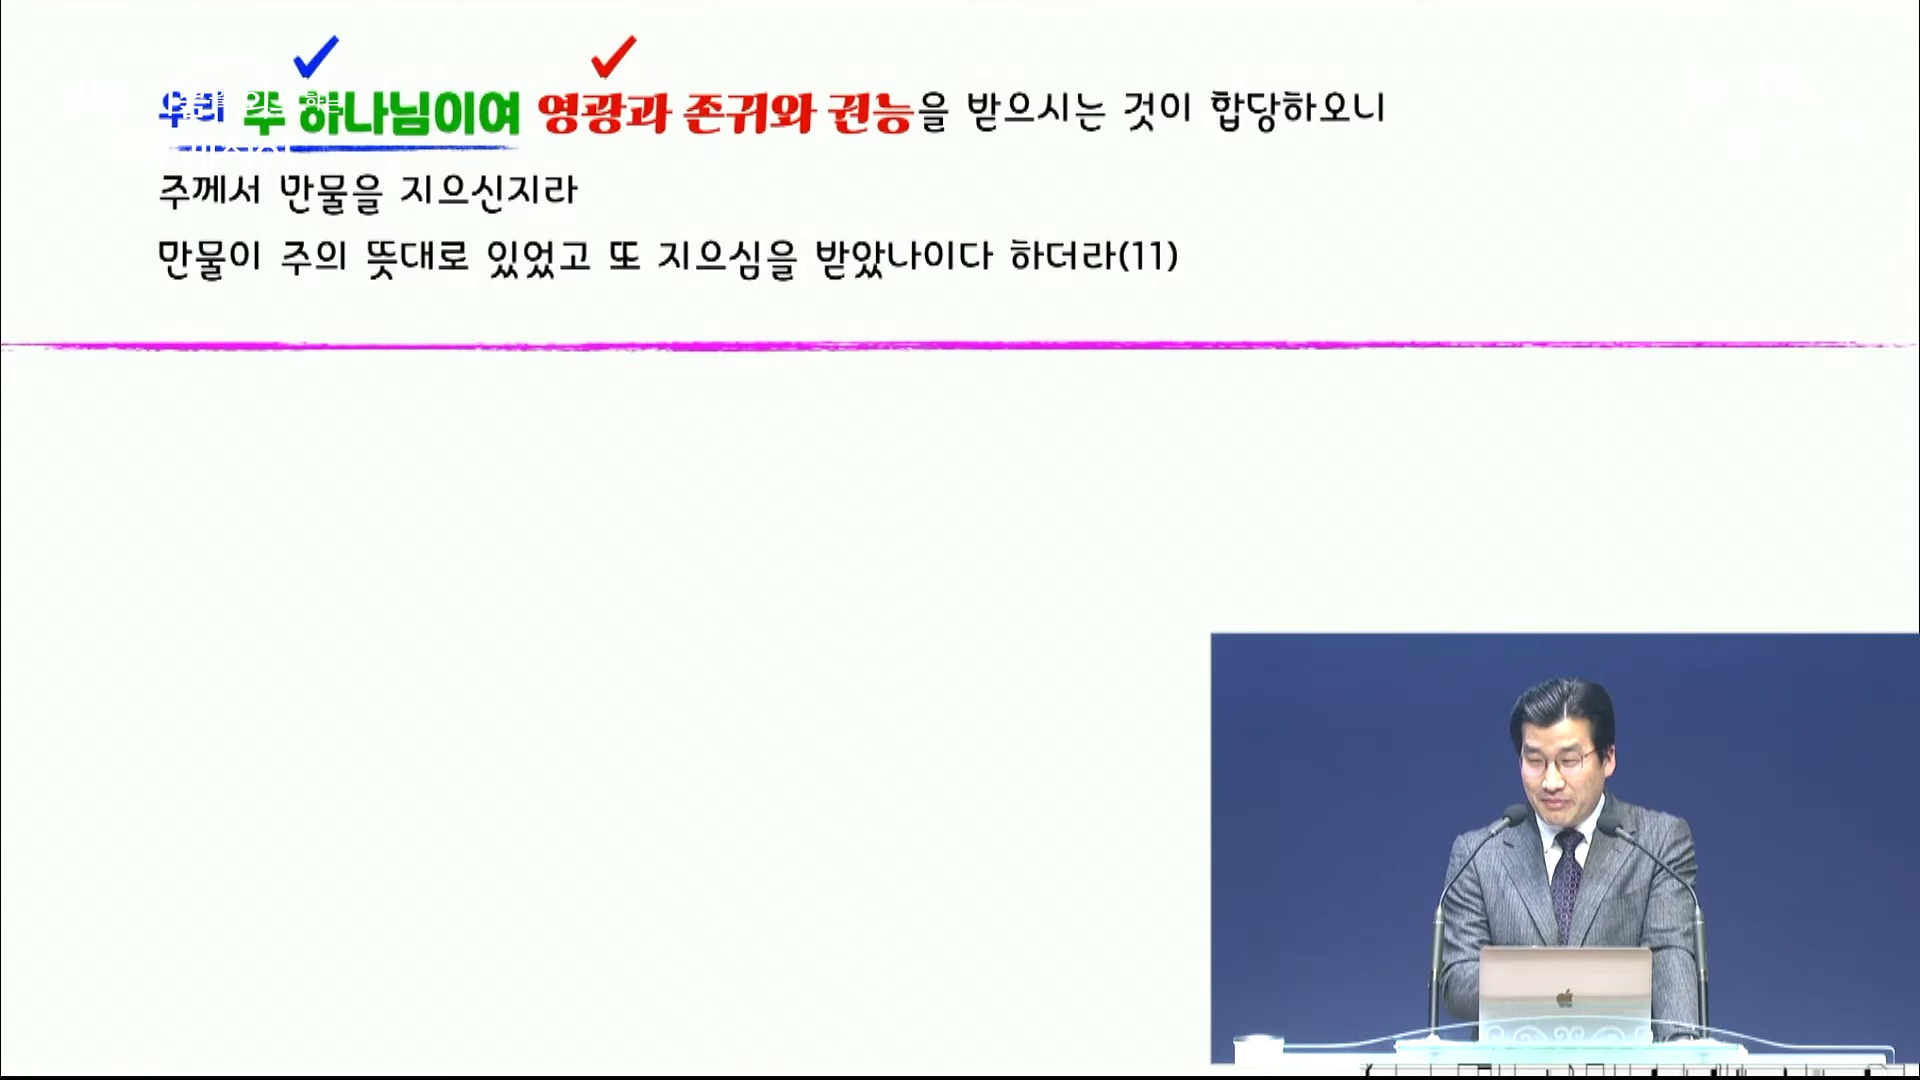 우리 주 하나님이여 영광과 존귀와 권능을 받으시는 것이 합당하오니
주께서 만물을 지으신지라
만물이 주의 뜻대로 있었고 또 지으심을 받았나이다 하더라(11)